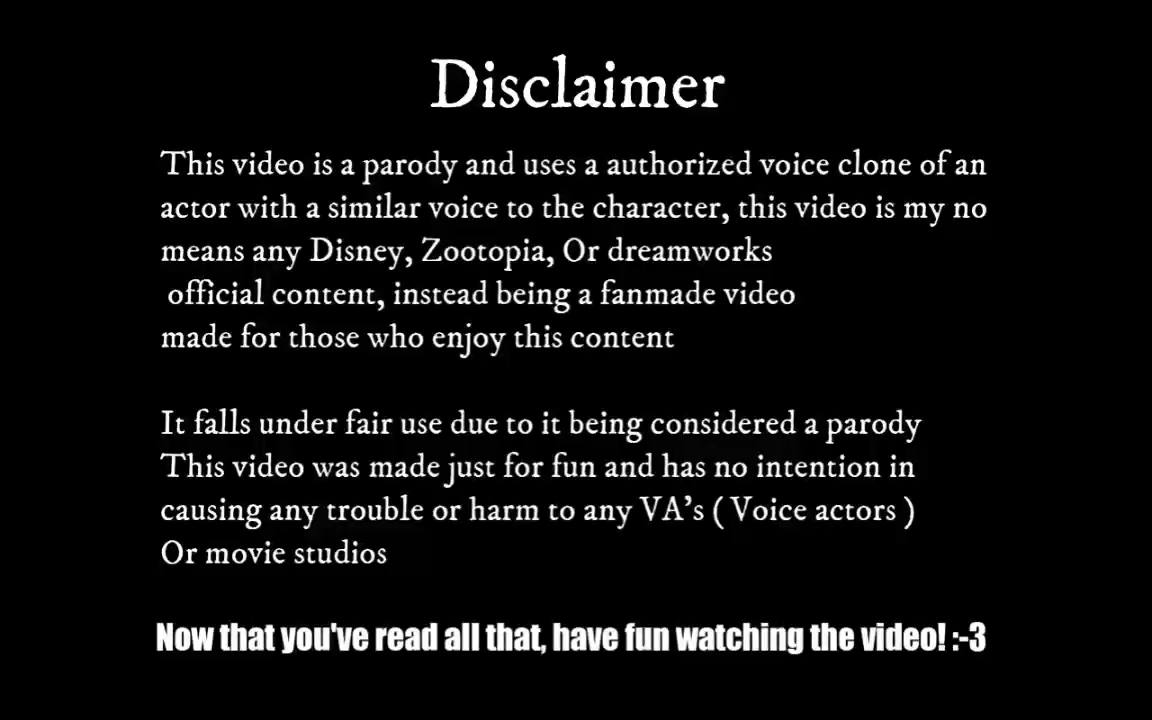 Disclaimer
This video is a parody and uses a authorized voice clone of an
actor with a similar voice to the character, this video is my no
means any Disney, Zootopia, Or dreamworks
official content, instead being a fanmade video
made for those who enjoy this content
It falls under fair use due to it being considered a parody
This video was made just for fun and has no intention in
causing any trouble or harm to any VA's ( Voice actors )
Or movie studios
Now that you've read all that, have fun watching the video! :-3